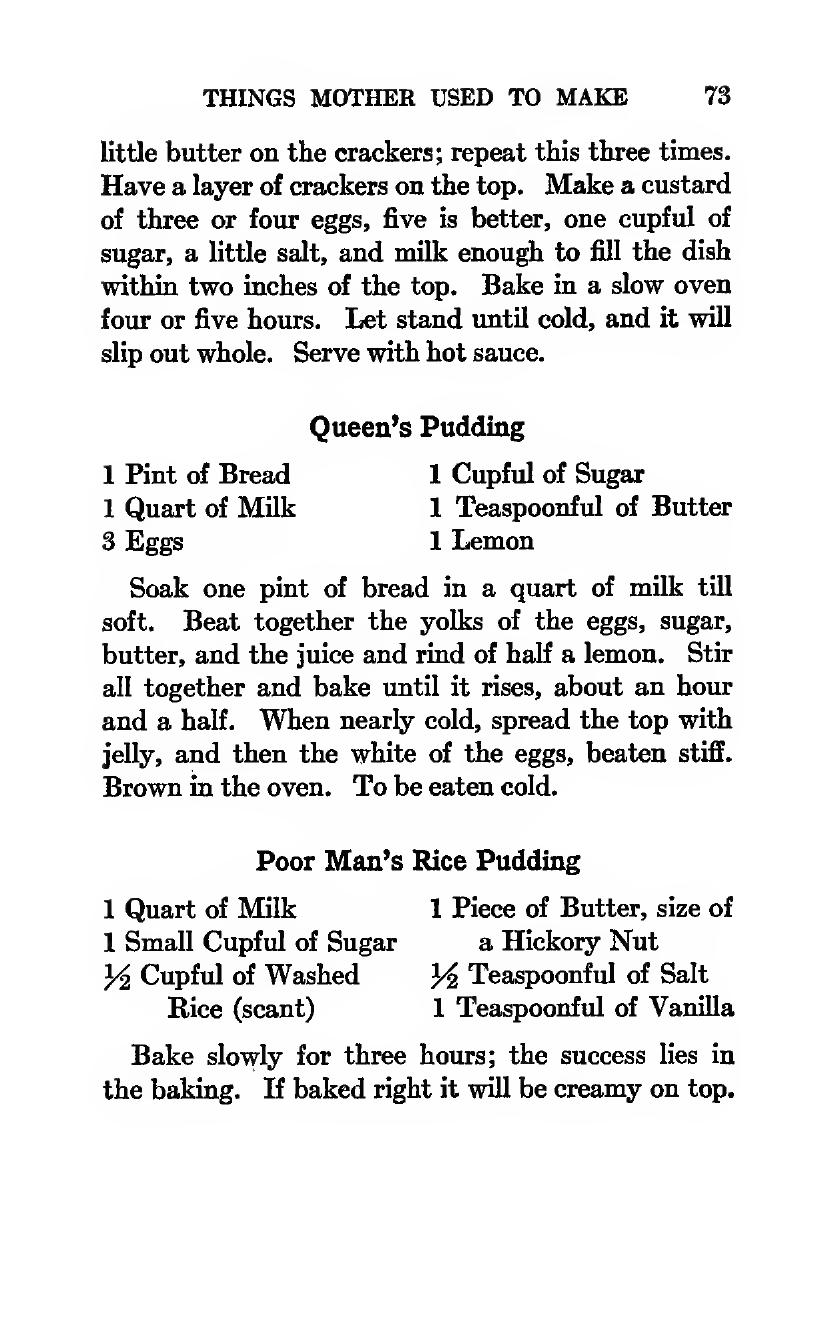 THINGS MOTHER USED TO MAKE 73
little butter on the crackers; repeat this three times.
Have a layer of crackers on the top. Make a custard
of three or four eggs, five is better, one cupful of
sugar, a little salt, and milk enough to fill the dish
within two inches of the top. Bake in a slow oven
four or five hours. Let stand until cold, and it will
slip out whole. Serve with hot sauce.
Queen's Pudding
1 Pint of Bread
1 Quart of Milk
3 Eggs
1 Cupful of Sugar
1 Teaspoonful of Butter
1 Lemon
Soak one pint of bread in a quart of milk till
soft. Beat together the yolks of the eggs, sugar,
butter, and the juice and rind of half a lemon. Stir
all together and bake until it rises, about an hour
and a half. When nearly cold, spread the top with
jelly, and then the white of the eggs, beaten stiff.
Brown in the oven. To be eaten cold.
Poor Man's Rice Pudding
1 Quart of Milk
1 Small Cupful of Sugar
½ Cupful of Washed
Rice (scant)
1 Piece of Butter, size of
a Hickory Nut
½ Teaspoonful of Salt
1 Teaspoonful of Vanilla
Bake slowly for three hours; the success lies in
the baking. If baked right it will be creamy on top.